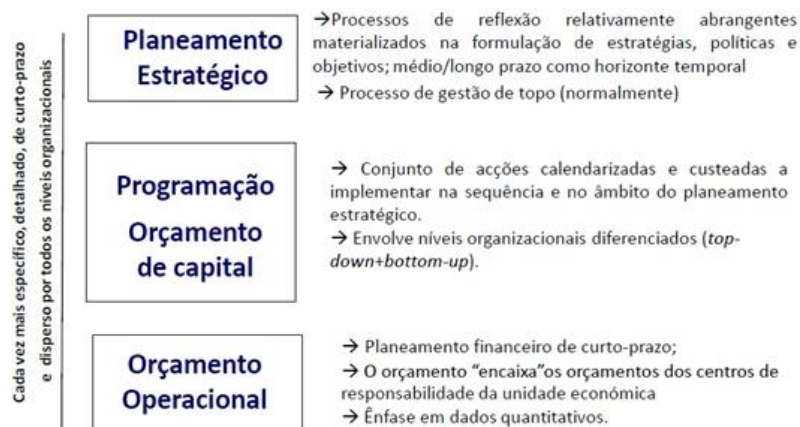 Cada vez mais específico, detalhado, de curto-prazo
e disperso por todos os níveis organizacionais
Planeamento
Estratégico
→Processos de reflexão relativamente abrangentes
materializados na formulação de estratégias, políticas e
objetivos; médio/longo prazo como horizonte temporal
→ Processo de gestão de topo (normalmente)
Programação
Orçamento
de capital
→ Conjunto de acções calendarizadas e custeadas a
implementar na sequência e no âmbito do planeamento
estratégico.
→ Envolve níveis organizacionais diferenciados (top-
down+bottom-up).
Orçamento
Operacional
→ Planeamento financeiro de curto-prazo;
→ O orçamento “encaixa”os orçamentos dos centros de
responsabilidade da unidade económica
→ Ênfase em dados quantitativos.